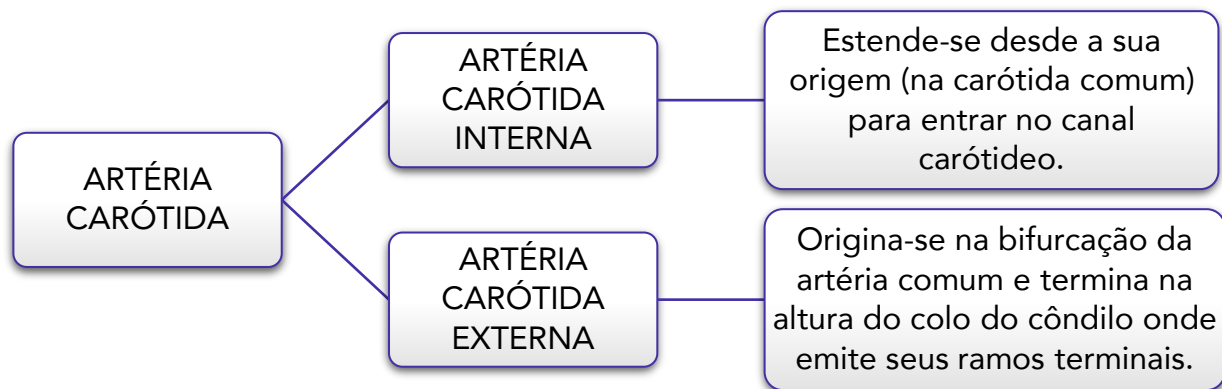 ARTÉRIA
CARÓTIDA
ARTÉRIA
CARÓTIDA
INTERNA
Estende-se desde a sua
origem (na carótida comum)
para entrar no canal
carótideo.
ARTÉRIA
CARÓTIDA
EXTERNA
Origina-se na bifurcação da
artéria comum e termina na
altura do colo do côndilo onde
emite seus ramos terminais.